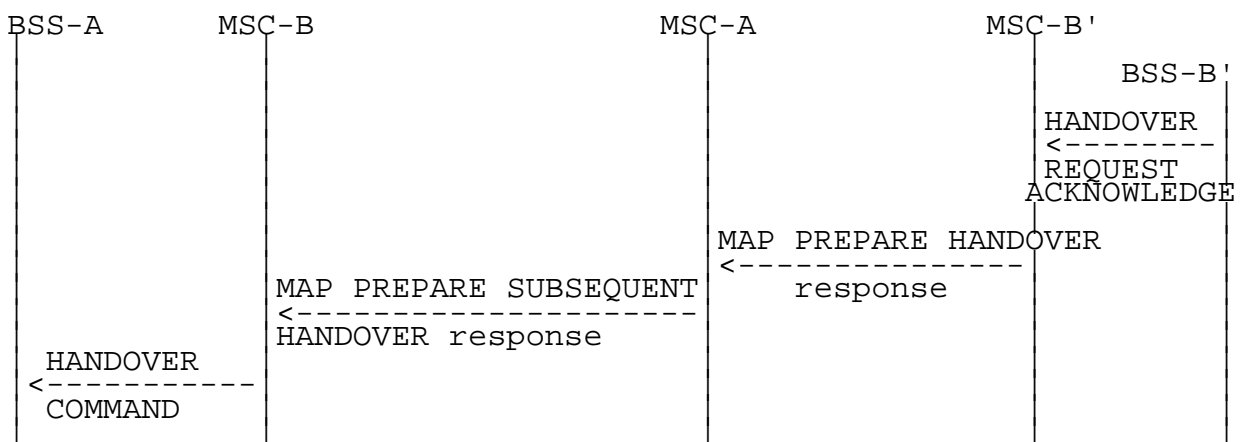 BSS-A MSC-B MSC-A MSC-B'
BSS-B'
HANDOVER
<--------
REQUEST
ACKNOWLEDGE
MAP PREPARE HANDOVER
<---------------
response
MAP PREPARE SUBSEQUENT
<---------------------
HANDOVER response
HANDOVER
<-----------
COMMAND